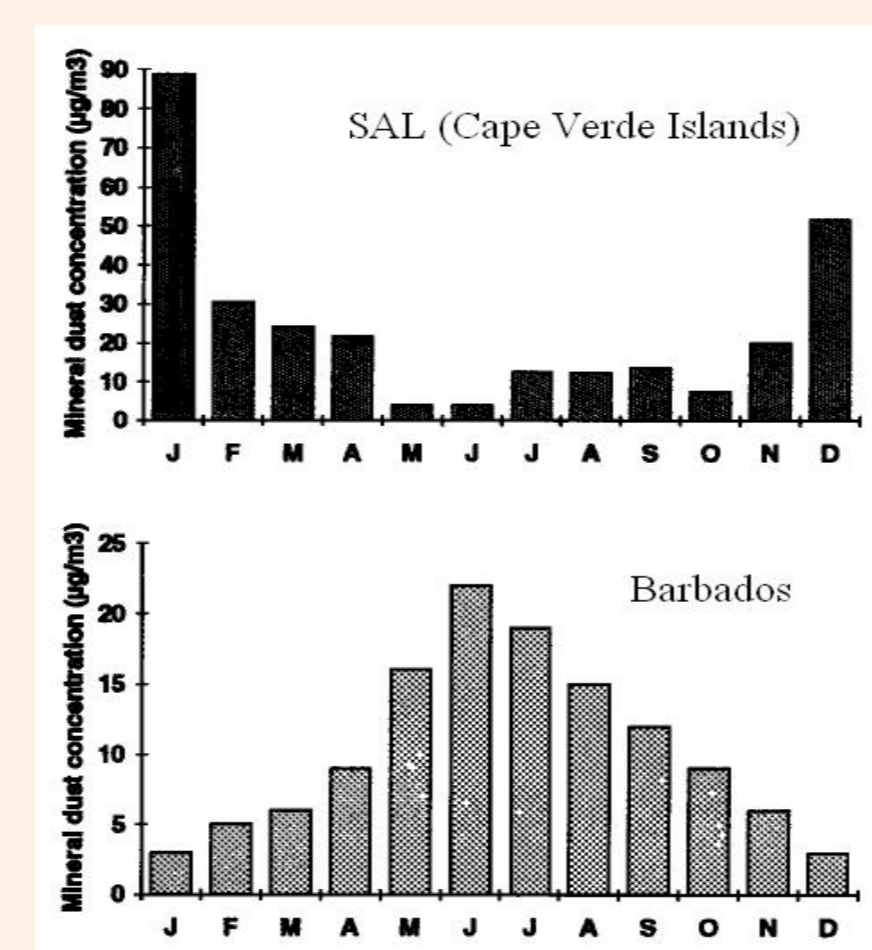 Mineral dust concentration (µg/m3)
90
80
70
60
50
40
30
20
10
0
SAL (Cape Verde Islands)
J F M A M J J A S O N D
Mineral dust concentration (µg/m3)
25
20
15
10
5
0
Barbados
J F M A M J J A S O N D